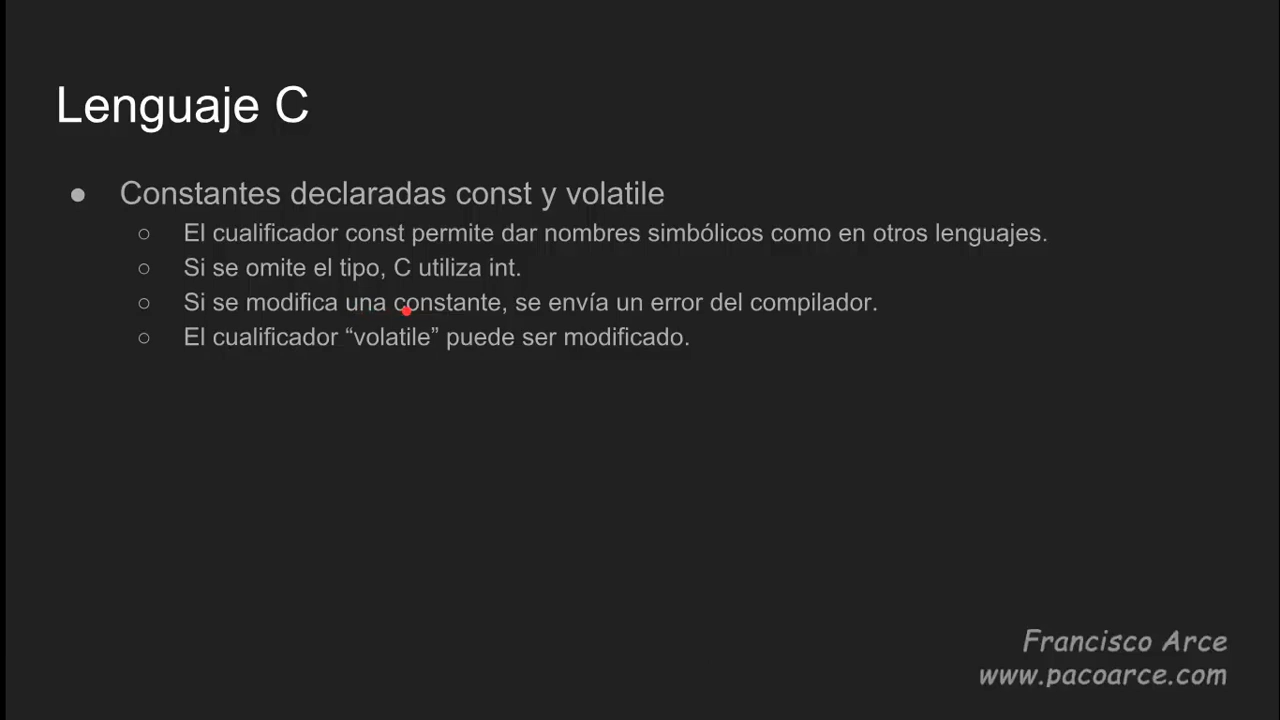 Lenguaje C
● Constantes declaradas const y volatile
○ El cualificador const permite dar nombres simbólicos como en otros lenguajes.
○ Si se omite el tipo, C utiliza int.
○ Si se modifica una constante, se envía un error del compilador.
○ El cualificador “volatile” puede ser modificado.
Francisco Arce
www.pacoarce.com